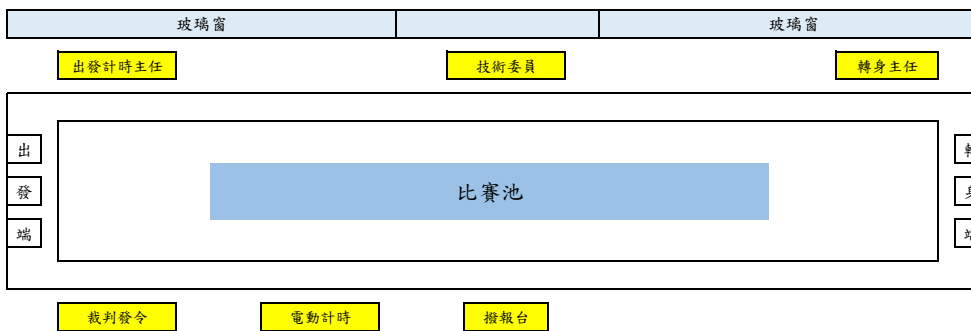 玻璃窗 玻璃窗
出發計時主任 技術委員 轉身主任
出
發
端
比賽池
裁判發令 電動計時 撥報台